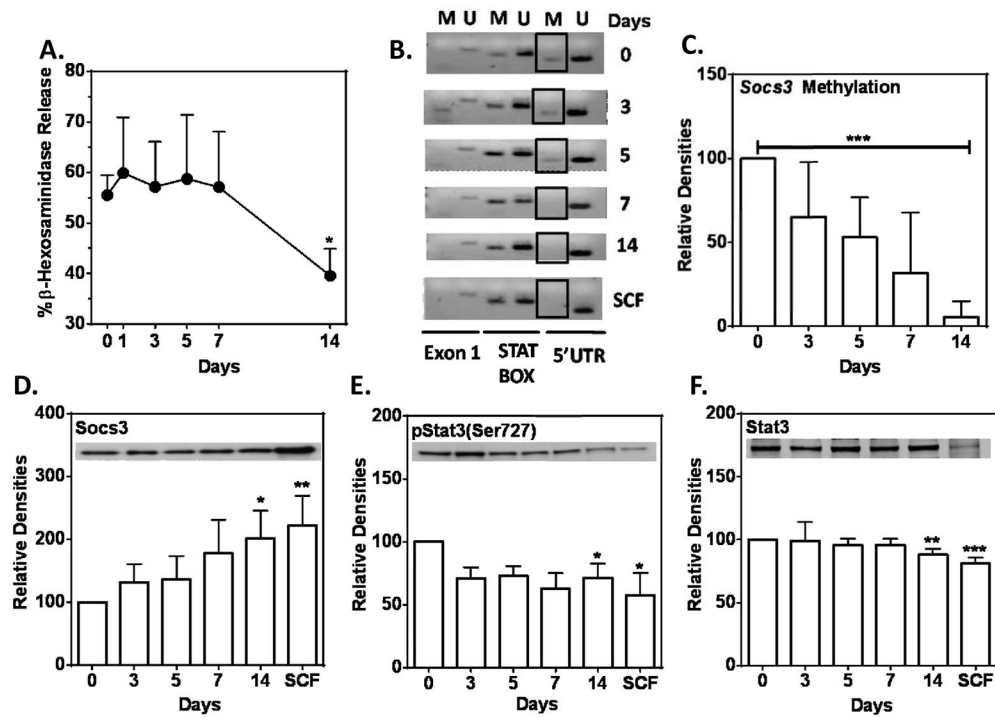 A.
%β-Hexosaminidase Release
80
70
60
50
40
30
0 1 3 5 7 14
Days
*
B.
M U M U M U Days
0
3
5
7
14
SCF
Exon 1 STAT BOX 5'UTR
C.
Socs3 Methylation
***
Relative Densities
150
100
50
0
0 3 5 7 14
Days
D.
Socs3
Relative Densities
400
300
200
100
0
* **
0 3 5 7 14 SCF
Days
E.
pStat3(Ser727)
Relative Densities
200
150
100
50
0
* *
0 3 5 7 14 SCF
Days
F.
Stat3
Relative Densities
200
150
100
50
0
** ***
0 3 5 7 14 SCF
Days